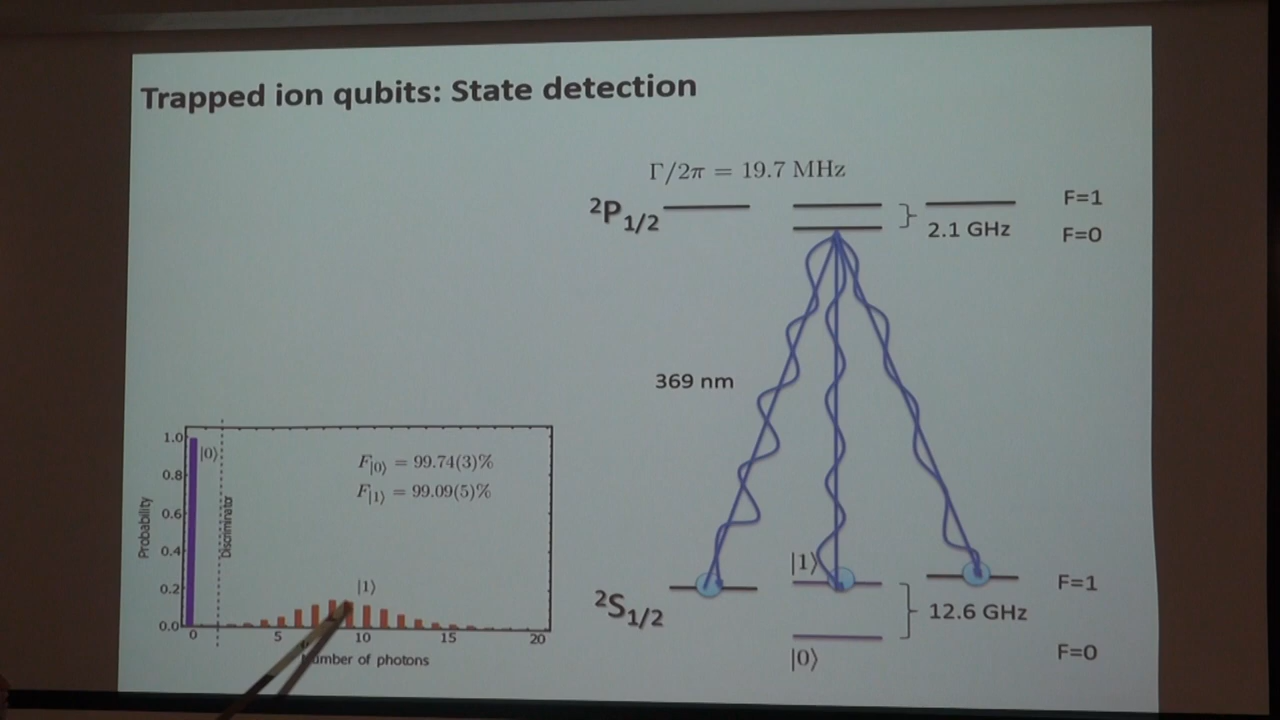 Trapped ion qubits: State detection
Γ/2π = 19.7 MHz
²P₁/₂
2.1 GHz
F=1
F=0
369 nm
|1⟩
²S₁/₂
12.6 GHz
F=1
|0⟩
F=0
1.0
0.8
0.6
0.4
0.2
0.0
Probability
|0⟩
Discriminator
F|0⟩ = 99.74(3)%
F|1⟩ = 99.09(5)%
|1⟩
0 5 10 15 20
Number of photons